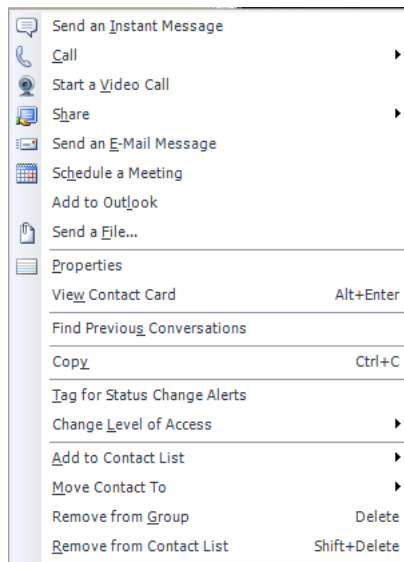 Send an Instant Message
Call
Start a Video Call
Share
Send an E-Mail Message
Schedule a Meeting
Add to Outlook
Send a File...
Properties
View Contact Card Alt+Enter
Find Previous Conversations
Copy Ctrl+C
Tag for Status Change Alerts
Change Level of Access
Add to Contact List
Move Contact To
Remove from Group Delete
Remove from Contact List Shift+Delete